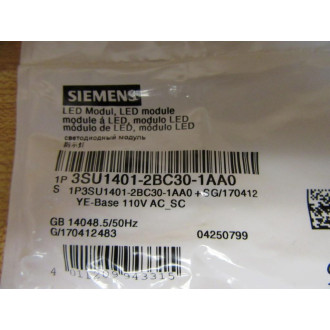 SIEMENS
LED Modul, LED module
module à LED, modulo LED
módulo de LED, módulo LED
светодиодный модуль
1P 3SU1401-2BC30-1AA0
S 1P3SU1401-2BC30-1AA0+SG/170412
YE-Base 110V AC_SC
GB 14048.5/50Hz
G/170412483
04250799